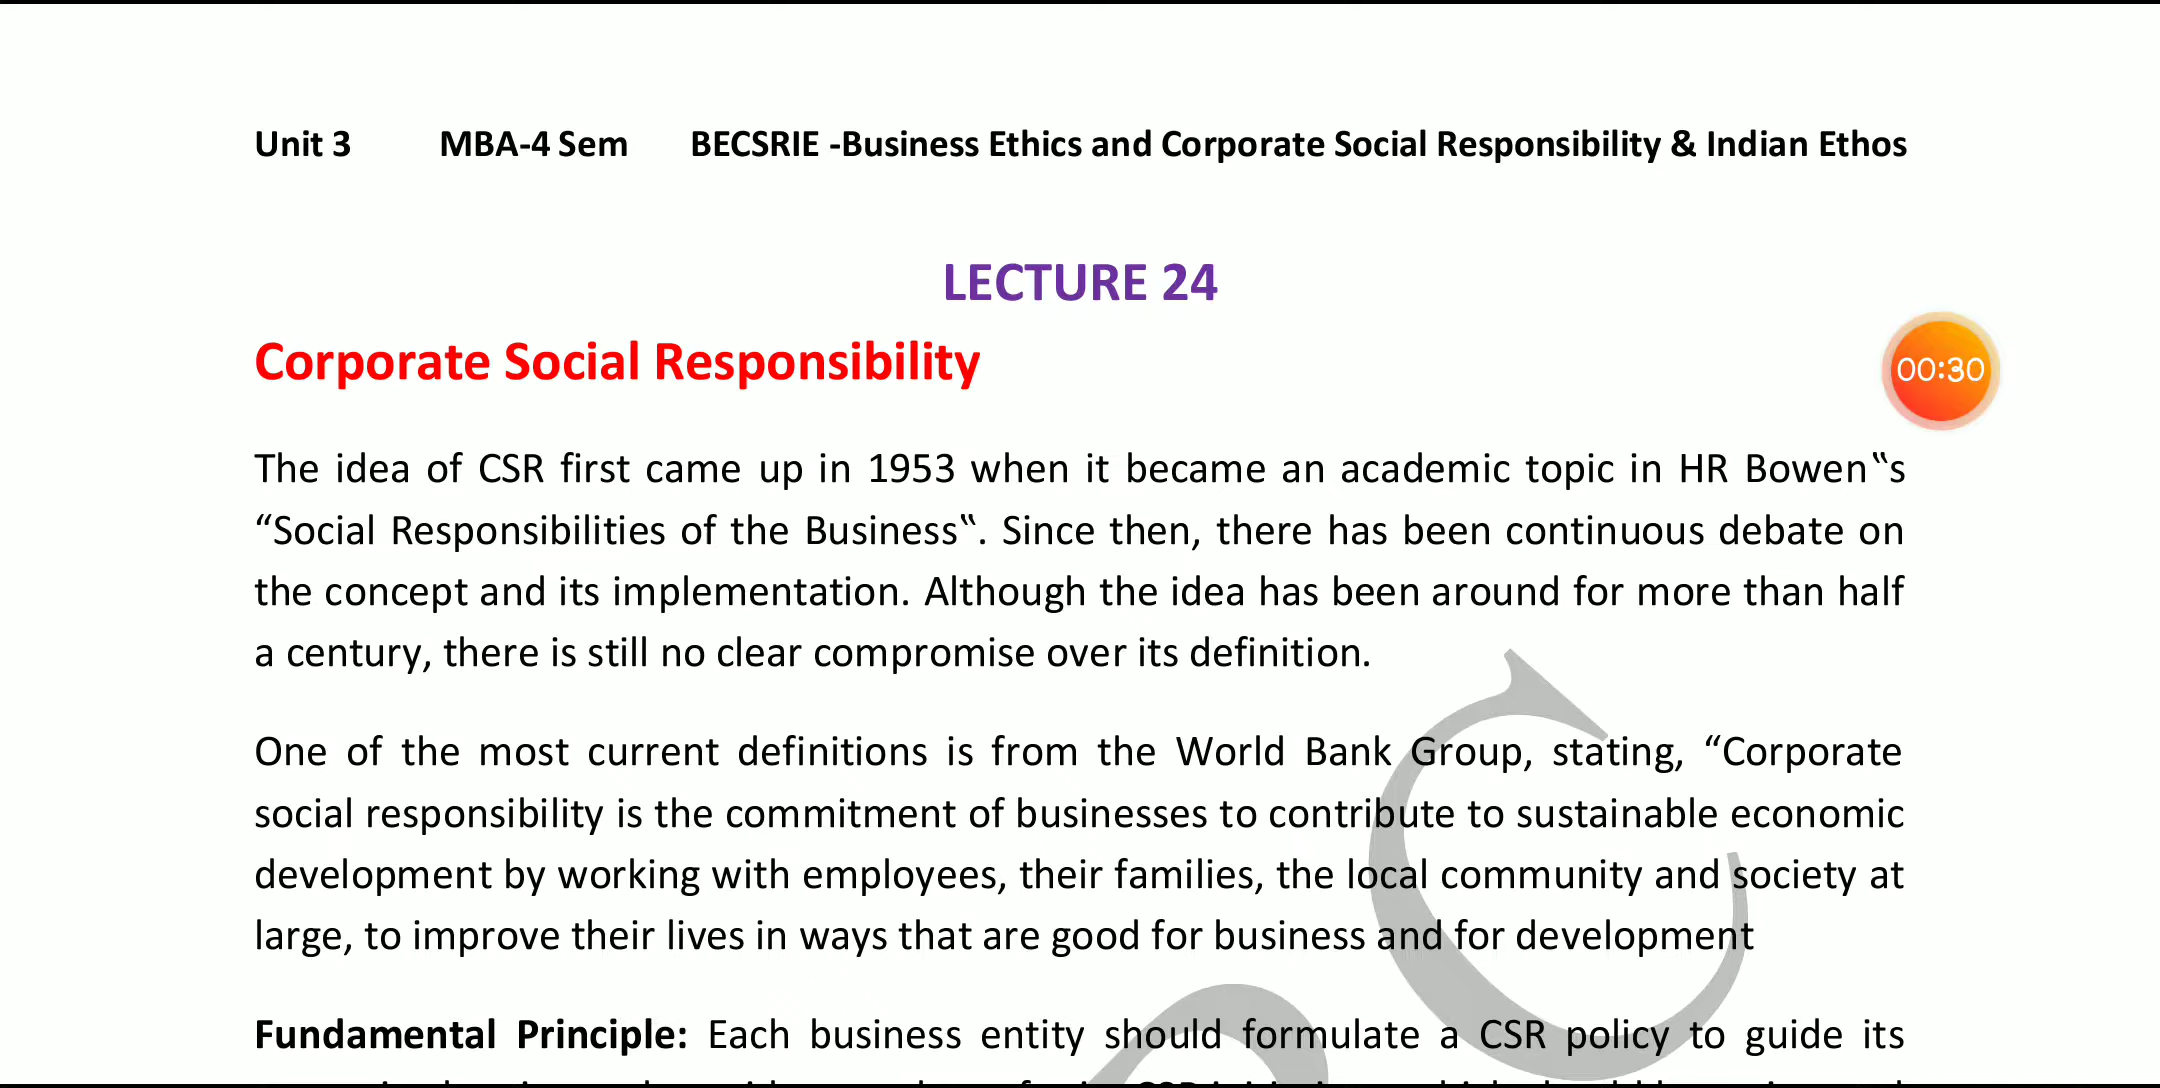 Unit 3 MBA-4 Sem BECSRIE -Business Ethics and Corporate Social Responsibility & Indian Ethos
LECTURE 24
Corporate Social Responsibility
00:30
The idea of CSR first came up in 1953 when it became an academic topic in HR Bowen‟s
“Social Responsibilities of the Business‟. Since then, there has been continuous debate on
the concept and its implementation. Although the idea has been around for more than half
a century, there is still no clear compromise over its definition.
One of the most current definitions is from the World Bank Group, stating, “Corporate
social responsibility is the commitment of businesses to contribute to sustainable economic
development by working with employees, their families, the local community and society at
large, to improve their lives in ways that are good for business and for development
Fundamental Principle: Each business entity should formulate a CSR policy to guide its